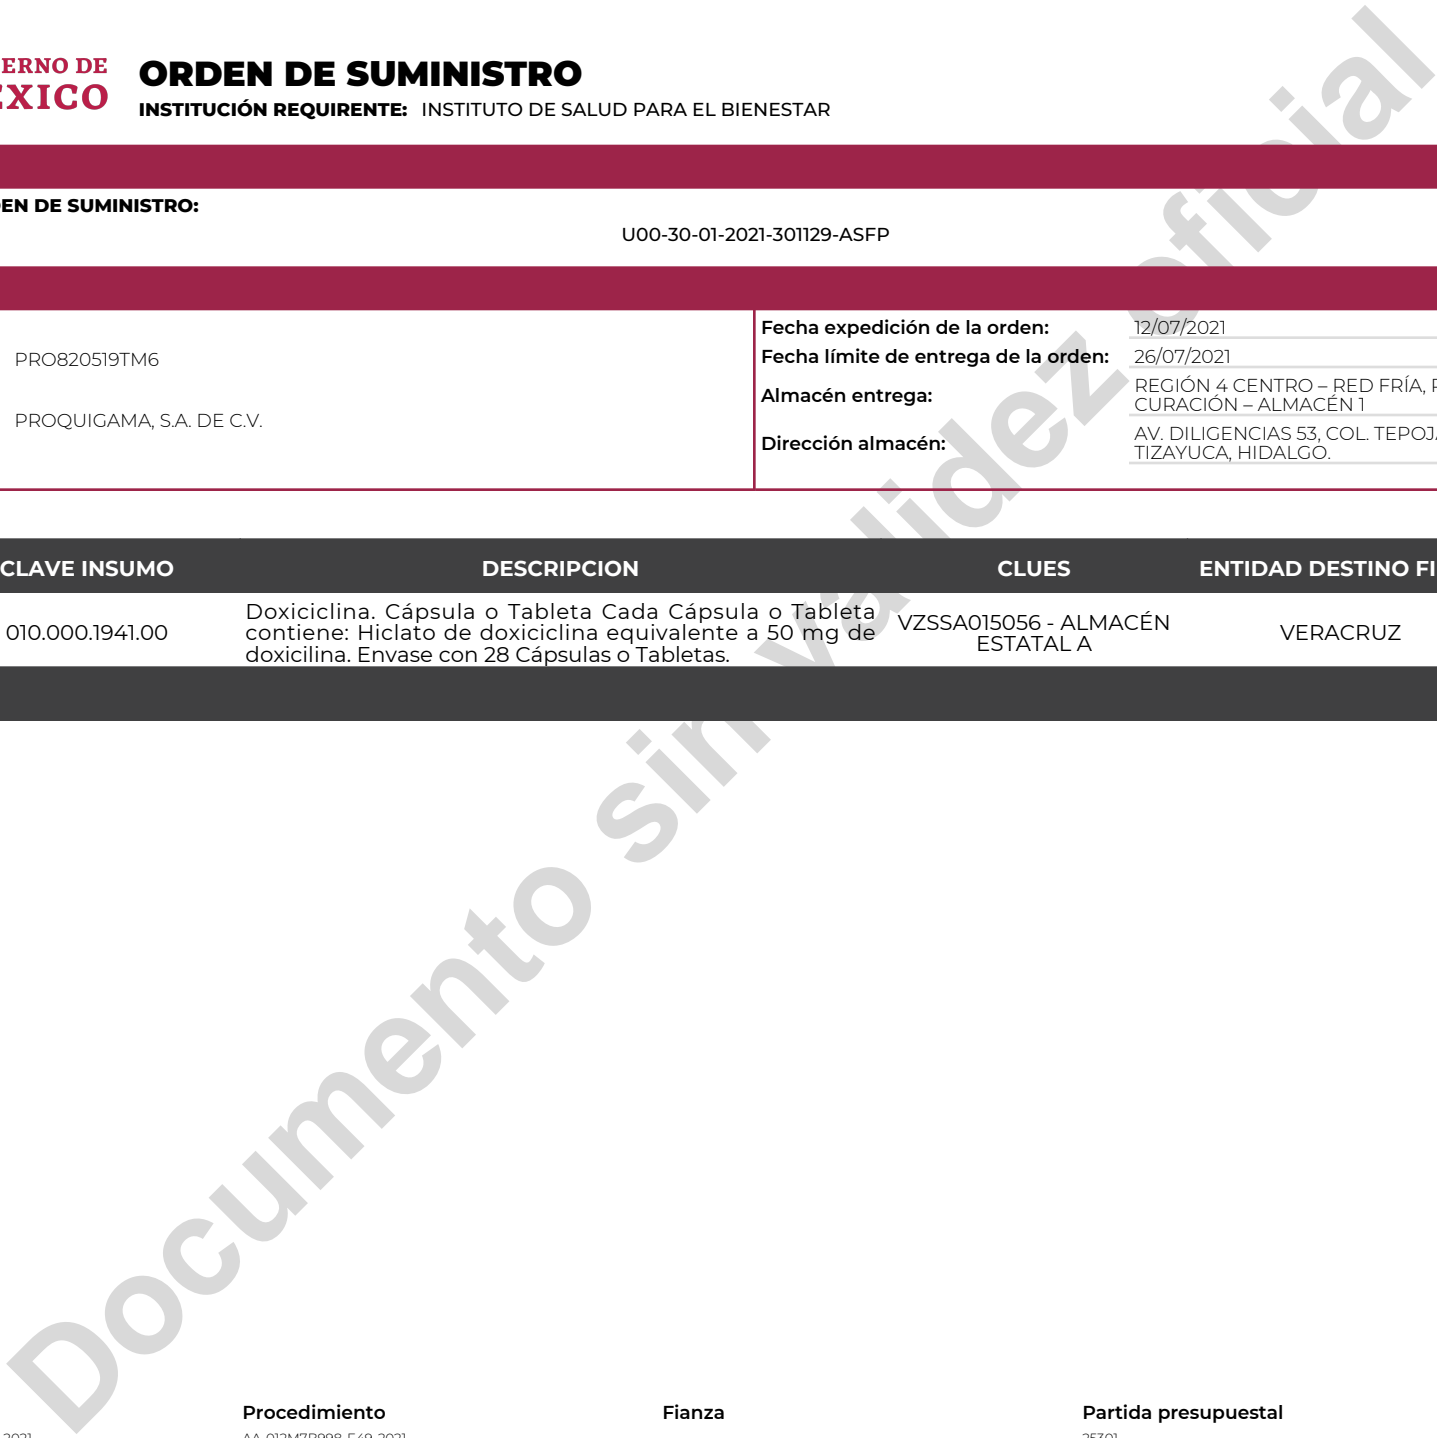 ORDEN DE SUMINISTRO
INSTITUCIÓN REQUIRENTE: INSTITUTO DE SALUD PARA EL BIENESTAR
DE SUMINISTRO:
U00-30-01-2021-301129-ASFP
PRO820519TM6
PROQUIGAMA, S.A. DE C.V.
Fecha expedición de la orden: 12/07/2021
Fecha límite de entrega de la orden: 26/07/2021
Almacén entrega: REGIÓN 4 CENTRO – RED FRÍA,
CURACIÓN – ALMACÉN 1
Dirección almacén: AV. DILIGENCIAS 53, COL.
TIZAYUCA, HIDALGO.
CLAVE INSUMO DESCRIPCION CLUES ENTIDAD DESTINO
010.000.1941.00
Doxiciclina. Cápsula o Tableta Cada Cápsula o Tableta
contiene: Hiclato de doxiciclina equivalente a 50 mg de
doxicilina. Envase con 28 Cápsulas o Tabletas.
VZSSA015056 - ALMACÉN
ESTATAL A
VERACRUZ
Procedimiento Fianza Partida presupuestal
Documento sin validez oficial